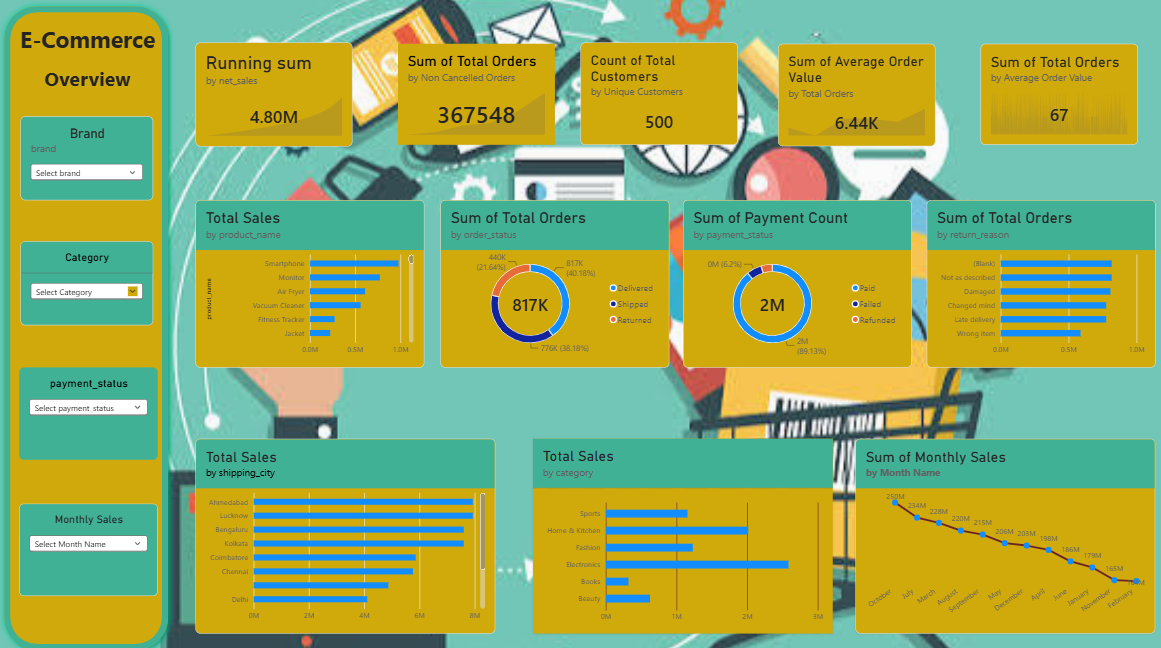 E-Commerce
Overview
Brand
brand
Select brand
Category
Select Category
payment_status
Select payment_status
Monthly Sales
Select Month Name
Running sum
by net_sales
4.80M
Sum of Total Orders
by Non Cancelled Orders
367548
Count of Total
Customers
by Unique Customers
500
Sum of Average Order
Value
by Total Orders
6.44K
Sum of Total Orders
by Average Order Value
67
Total Sales
by product_name
product_name
Smartphone
Monitor
Air Fryer
Vacuum Cleaner
Fitness Tracker
Jacket
0.0M 0.5M 1.0M
Sum of Total Orders
by order_status
440K
(21.64%)
817K
(40.18%)
817K
776K (38.18%)
Delivered
Shipped
Returned
Sum of Payment Count
by payment_status
0M (6.2%)
2M
2M
(89.13%)
Paid
Failed
Refunded
Sum of Total Orders
by return_reason
(Blank)
Not as described
Damaged
Changed mind
Late delivery
Wrong item
0.0M 0.5M 1.0M
Total Sales
by shipping_city
Ahmedabad
Lucknow
Bengaluru
Kolkata
Coimbatore
Chennai
Delhi
0M 2M 4M 6M 8M
Total Sales
by category
Sports
Home & Kitchen
Fashion
Electronics
Books
Beauty
0M 1M 2M 3M
Sum of Monthly Sales
by Month Name
250M
234M
228M
220M
215M
206M
203M
198M
186M
179M
165M
October
July
March
August
September
May
December
April
June
January
November
February